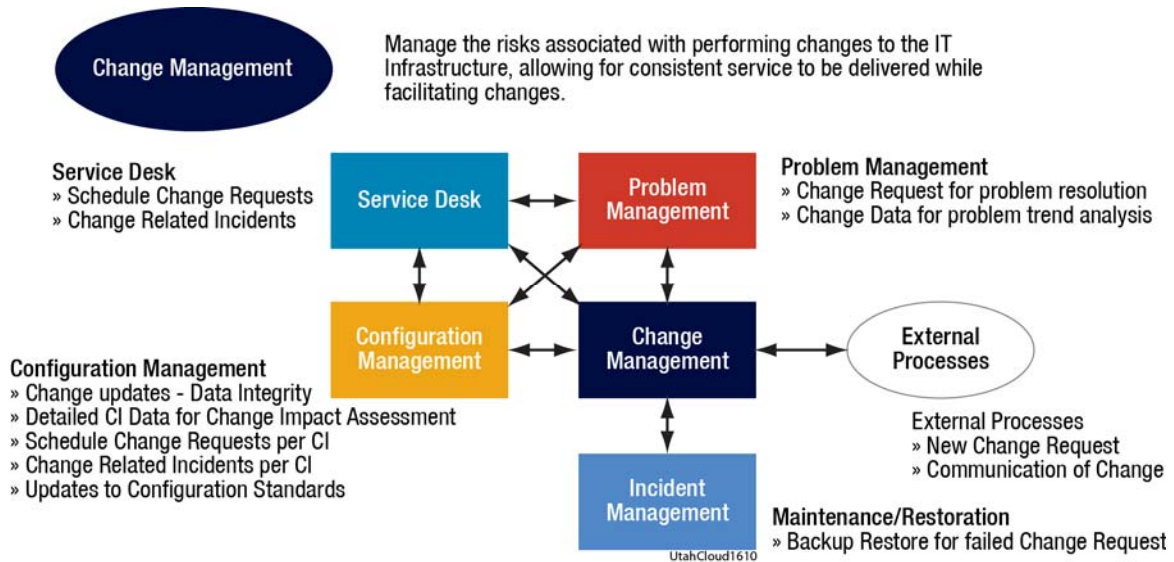 Change Management
Manage the risks associated with performing changes to the IT
Infrastructure, allowing for consistent service to be delivered while
facilitating changes.
Service Desk
» Schedule Change Requests
» Change Related Incidents
Service Desk
Problem
Management
Problem Management
» Change Request for problem resolution
» Change Data for problem trend analysis
Configuration
Management
Change
Management
External
Processes
Configuration Management
» Change updates - Data Integrity
» Detailed CI Data for Change Impact Assessment
» Schedule Change Requests per CI
» Change Related Incidents per CI
» Updates to Configuration Standards
External Processes
» New Change Request
» Communication of Change
Incident
Management
Maintenance/Restoration
» Backup Restore for failed Change Request
UtahCloud1610